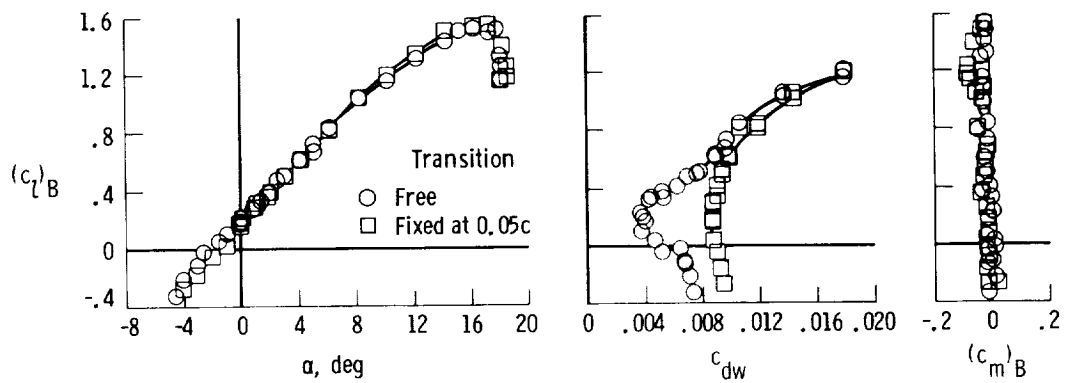 1.6
1.2
.8
.4
0
-.4
(c_l)_B
Transition
Free
Fixed at 0.05c
-8 -4 0 4 8 12 16 20
α, deg
0 .004 .008 .012 .016 .020
c_dw
-.2 0 .2
(c_m)_B